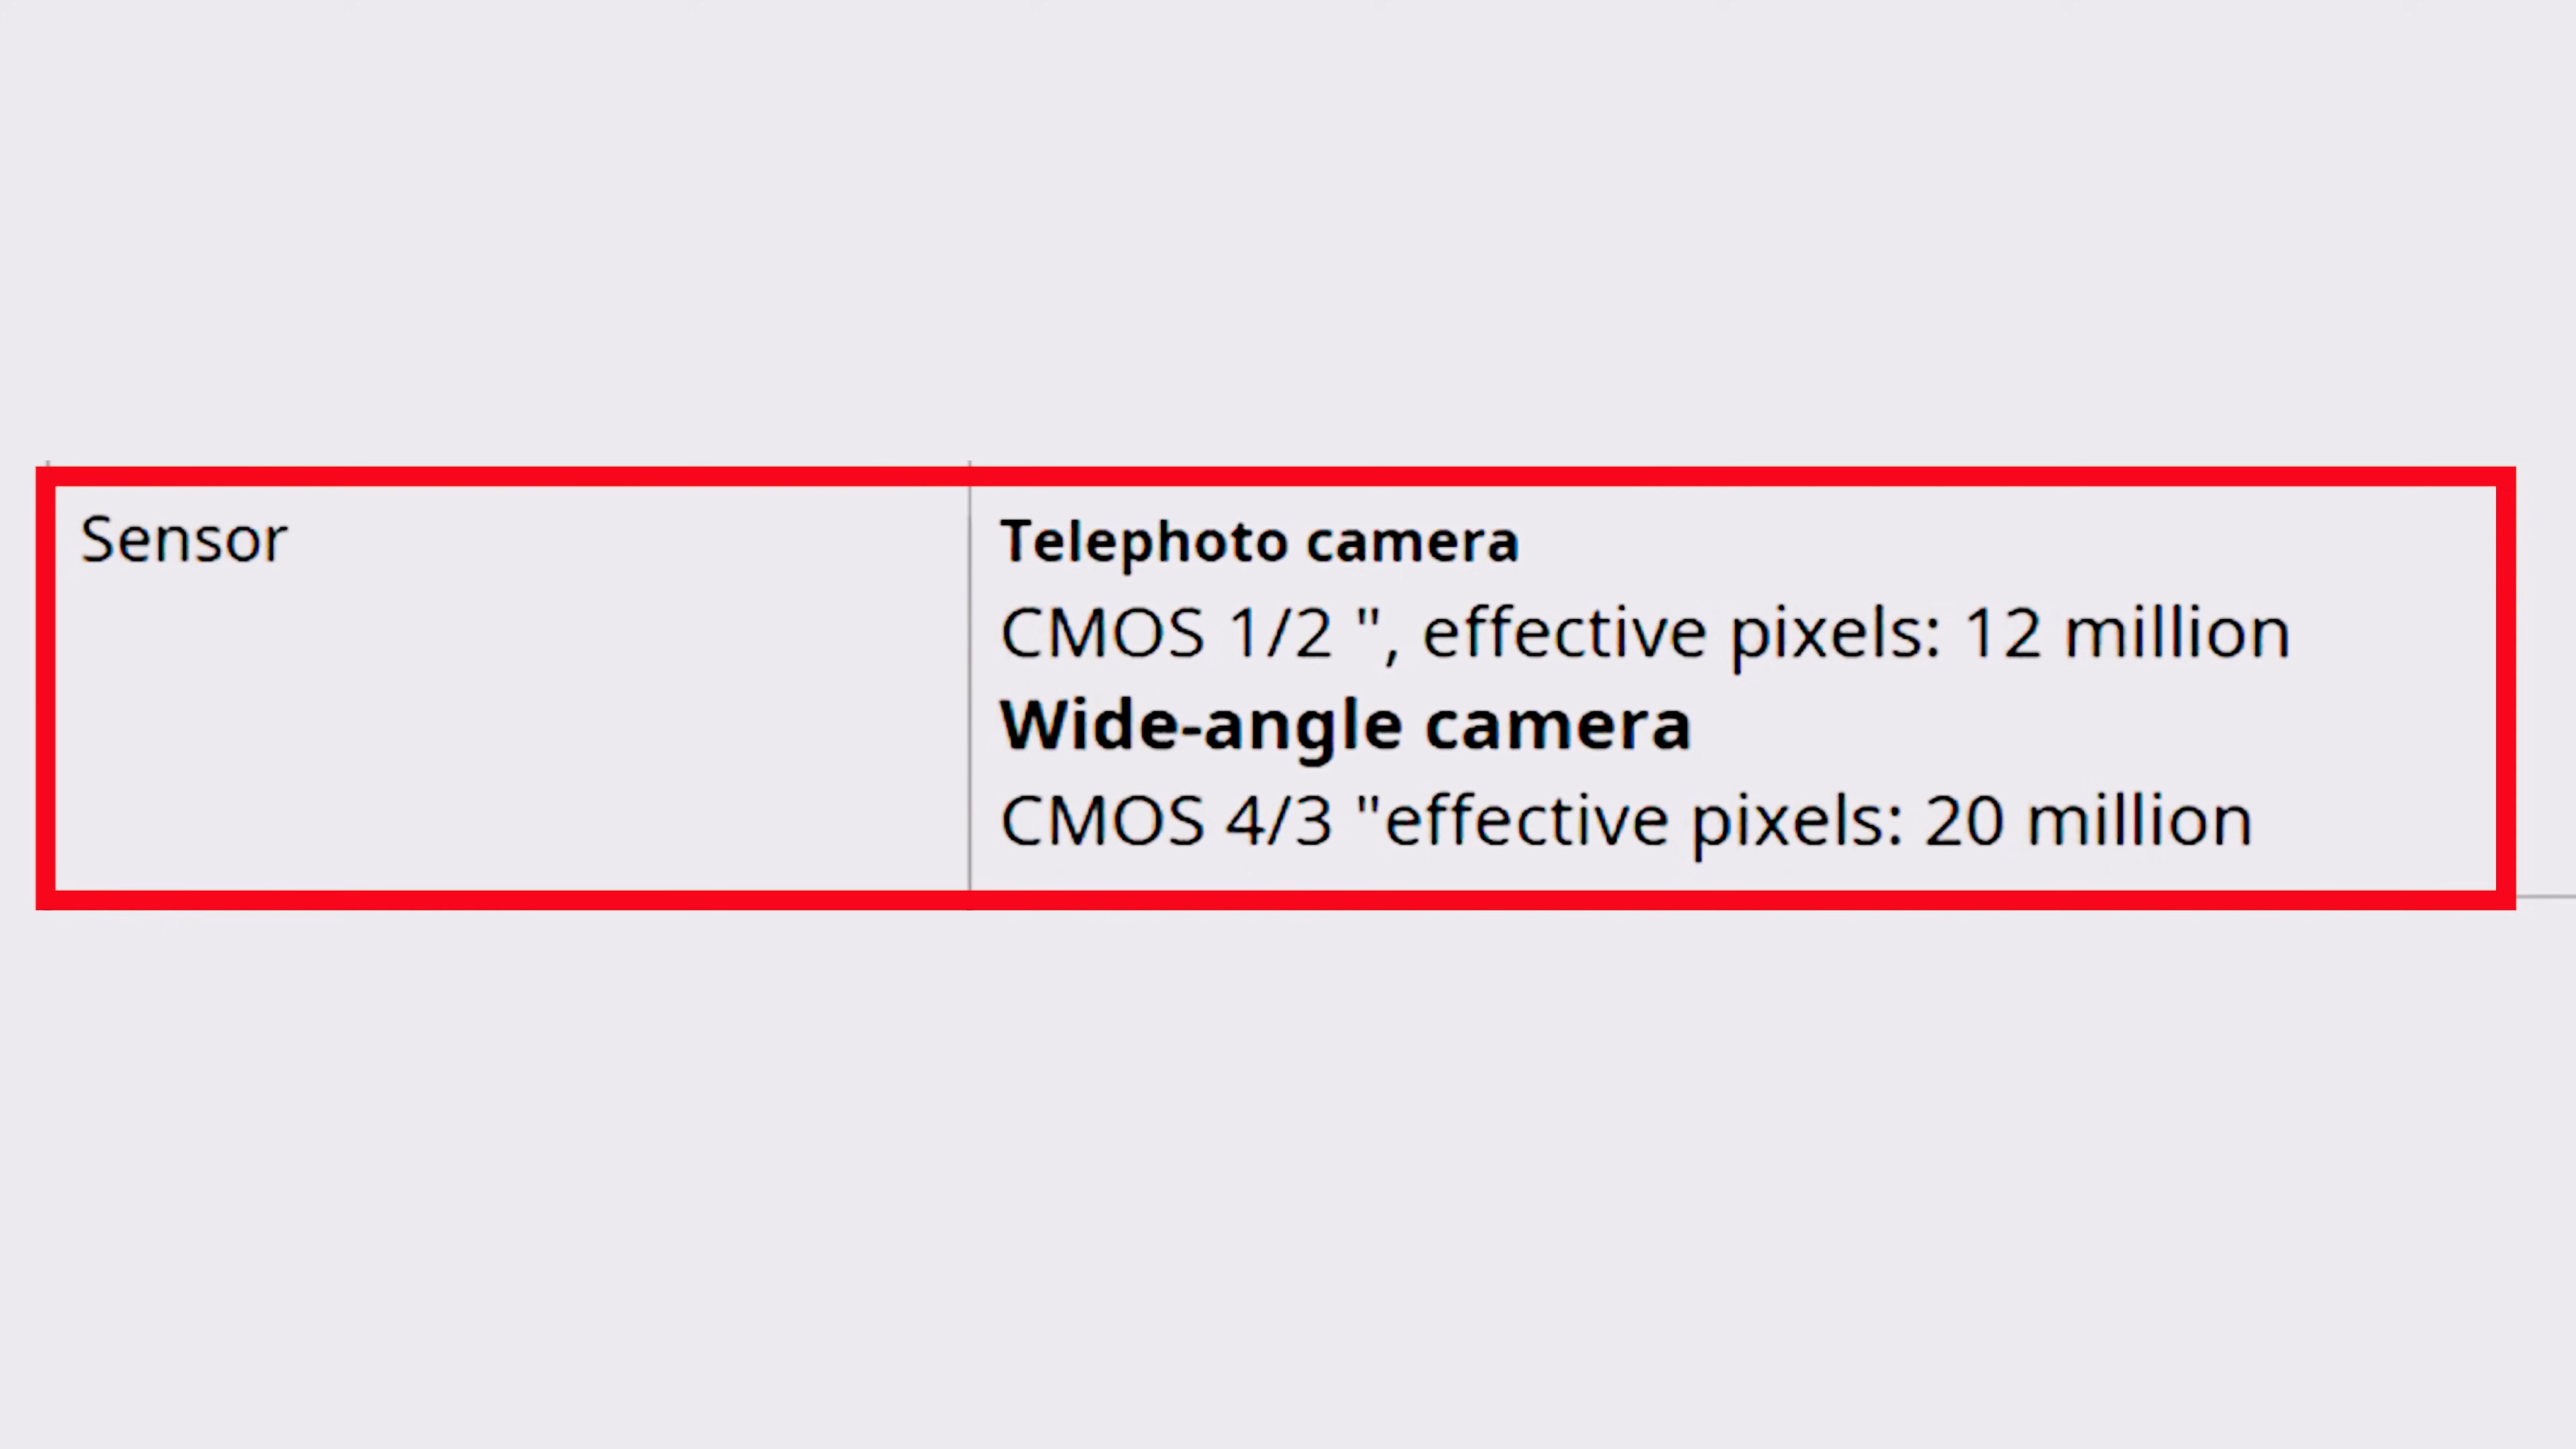 Sensor
Telephoto camera
CMOS 1/2 ", effective pixels: 12 million
Wide-angle camera
CMOS 4/3 "effective pixels: 20 million